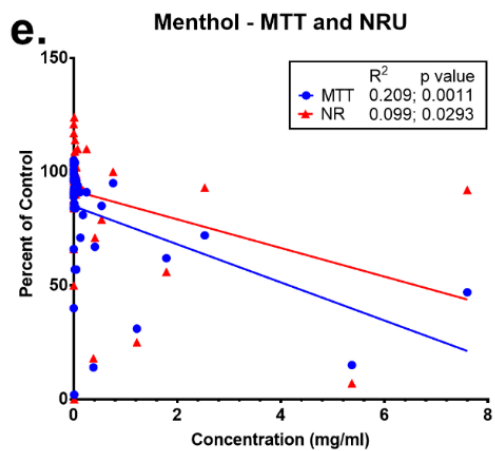 e.
Menthol - MTT and NRU
R2 p value
MTT 0.209; 0.0011
NR 0.099; 0.0293
Percent of Control
150
100
50
0
0 2 4 6 8
Concentration (mg/ml)